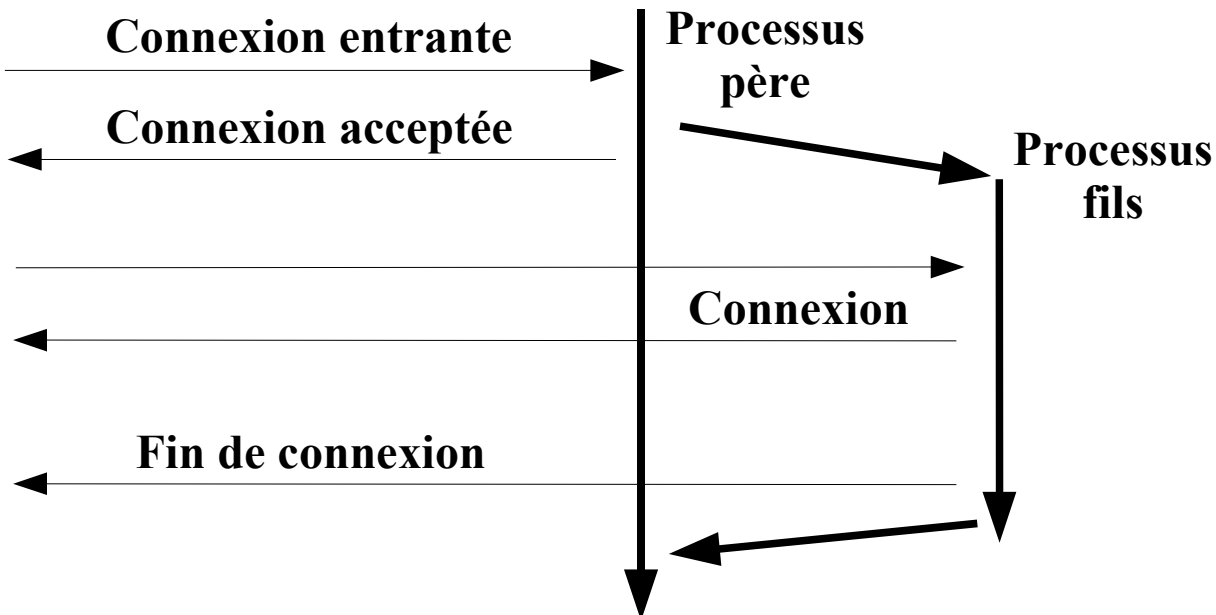 Connexion entrante
Processus
père
Connexion acceptée
Processus
fils
Connexion
Fin de connexion